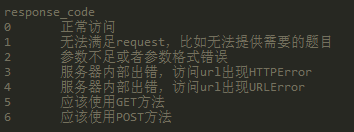 response_code
0 正常访问
1 无法满足request，比如无法提供需要的题目
2 参数不足或者参数格式错误
3 服务器内部出错，访问url出现HTTPError
4 服务器内部出错，访问url出现URLError
5 应该使用GET方法
6 应该使用POST方法